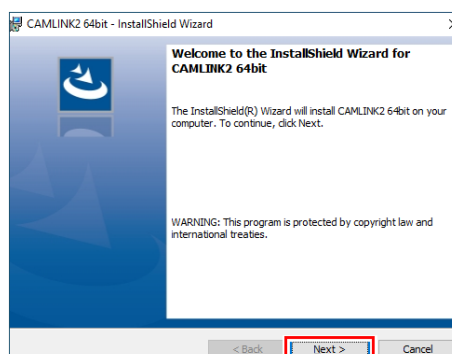 CAMLINK2 64bit - InstallShield Wizard
Welcome to the InstallShield Wizard for
CAMLINK2 64bit
The InstallShield(R) Wizard will install CAMLINK2 64bit on your
computer. To continue, click Next.
WARNING: This program is protected by copyright law and
international treaties.
< Back Next > Cancel